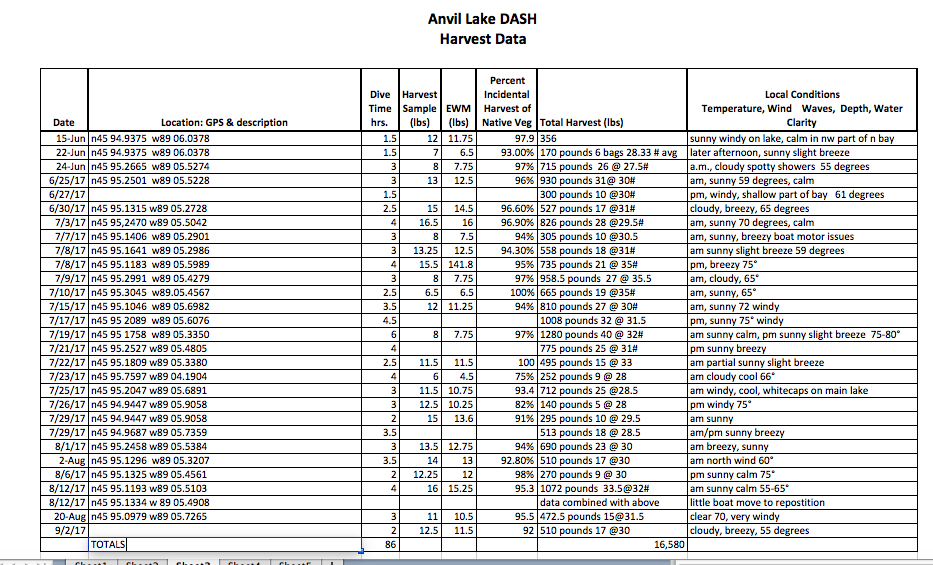 Anvil Lake DASH
Harvest Data
Date Location: GPS & description Dive Time hrs. Harvest Sample (lbs) EWM (lbs) Percent Incidental Harvest of Native Veg Total Harvest (lbs) Local Conditions Temperature, Wind Waves, Depth, Water Clarity
15-Jun n45 94.9375 w89 06.0378 1.5 12 11.75 97.9 356 sunny windy on lake, calm in nw part of n bay
22-Jun n45 94.9375 w89 06.0378 1.5 7 6.5 93.00% 170 pounds 6 bags 28.33 # avg later afternoon, sunny slight breeze
24-Jun n45 95.2665 w89 05.5274 3 8 7.75 97% 715 pounds 26 @ 27.5# a.m., cloudy spotty showers 55 degrees
6/25/17 n45 95.2501 w89 05.5228 3 13 12.5 96% 930 pounds 31@ 30# am, sunny 59 degrees, calm
6/27/17 1.5 300 pounds 10 @30# pm, windy, shallow part of bay 61 degrees
6/30/17 n45 95.1315 w89 05.2728 2.5 15 14.5 96.60% 527 pounds 17 @31# cloudy, breezy, 65 degrees
7/3/17 n45 95,2470 w89 05.5042 4 16.5 16 96.90% 826 pounds 28 @29.5# am, sunny 70 degrees, calm
7/7/17 n45 95.1406 w89 05.2901 3 8 7.5 94% 305 pounds 10 @30.5 am, sunny, breezy boat motor issues
7/8/17 n45 95.1641 w89 05.2986 3 13.25 12.5 94.30% 558 pounds 18 @31# am sunny slight breeze 59 degrees
7/8/17 n45 95.1183 w89 05.5989 4 15.5 141.8 95% 735 pounds 21 @ 35# pm, breezy 75°
7/9/17 n45 95.2991 w89 05.4279 3 8 7.75 97% 958.5 pounds 27 @ 35.5 am, cloudy, 65°
7/10/17 n45 95.3045 w89.05.4567 2.5 6.5 6.5 100% 665 pounds 19 @35# am, sunny, 65°
7/15/17 n45 95.1046 w89 05.6982 3.5 12 11.25 94% 810 pounds 27 @ 30# am, sunny 72 windy
7/17/17 n45 95 2089 w89 05.6076 4.5 1008 pounds 32 @ 31.5 pm, sunny 75° windy
7/19/17 n45 95 1758 w89 05.3350 6 8 7.75 97% 1280 pounds 40 @ 32# am sunny calm, pm sunny slight breeze 75-80°
7/21/17 n45 95.2527 w89 05.4805 4 775 pounds 25 @ 31# pm sunny breezy
7/22/17 n45 95.1809 w89 05.3380 2.5 11.5 11.5 100 495 pounds 15 @ 33 am partial sunny slight breeze
7/23/17 n45 95.7597 w89 04.1904 4 6 4.5 75% 252 pounds 9 @ 28 am cloudy cool 66°
7/25/17 n45 95.2047 w89 05.6891 3 11.5 10.75 93.4 712 pounds 25 @28.5 am windy, cool, whitecaps on main lake
7/26/17 n45 94.9447 w89 05.9058 3 12.5 10.25 82% 140 pounds 5 @ 28 pm windy 75°
7/29/17 n45 94.9447 w89 05.9058 2 15 13.6 91% 295 pounds 10 @ 29.5 am sunny
7/29/17 n45 94.9687 w89 05.7359 3.5 513 pounds 18 @ 28.5 am/pm sunny breezy
8/1/17 n45 95.2458 w89 05.5384 3 13.5 12.75 94% 690 pounds 23 @ 30 am breezy, sunny
2-Aug n45 95.1296 w89 05.3207 3.5 14 13 92.80% 510 pounds 17 @30 am north wind 60°
8/6/17 n45 95.1325 w89 05.4561 2 12.25 12 98% 270 pounds 9 @ 30 pm sunny calm 75°
8/12/17 n45 95.1193 w89 05.5103 4 16 15.25 95.3 1072 pounds 33.5@32# am sunny calm 55-65°
8/12/17 n45 95.1334 w 89 05.4908 data combined with above little boat move to repostition
20-Aug n45 95.0979 w89 05.7265 3 11 10.5 95.5 472.5 pounds 15@31.5 clear 70, very windy
9/2/17 2 12.5 11.5 92 510 pounds 17 @30 cloudy, breezy, 55 degrees
TOTALS 86 16,580